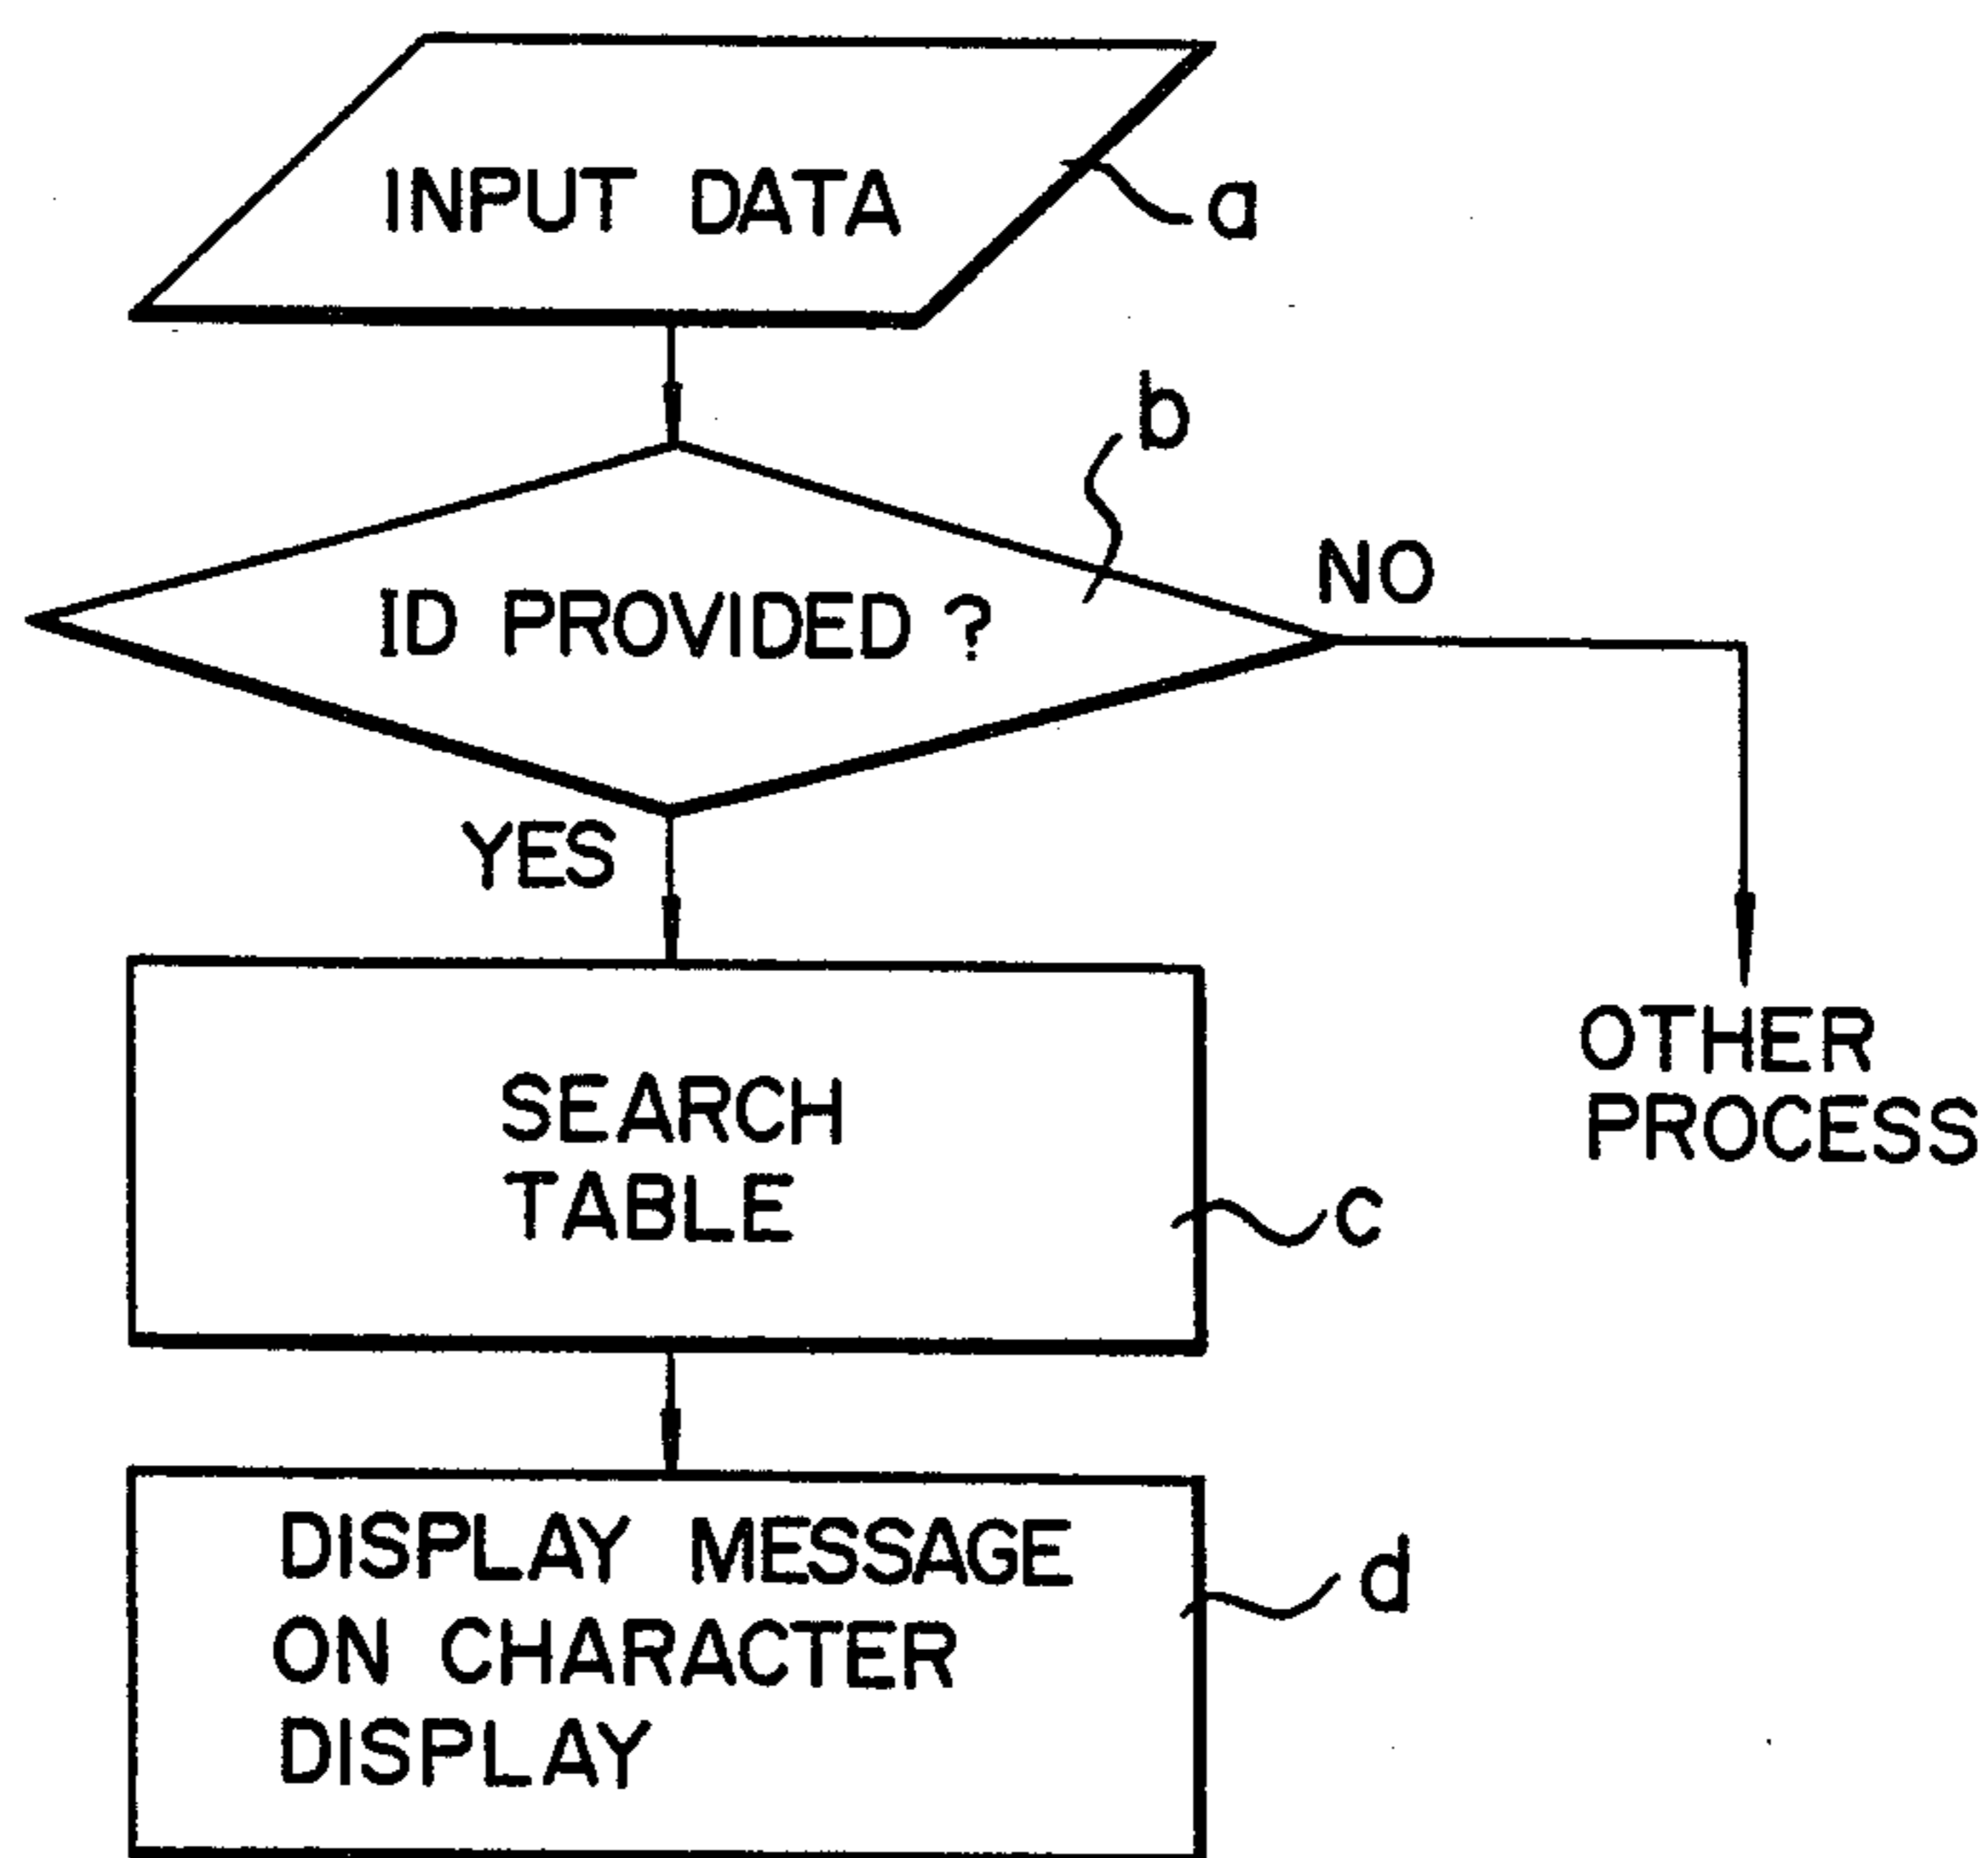 INPUT DATA
a
b
ID PROVIDED ?
NO
YES
SEARCH
TABLE
OTHER
PROCESS
c
DISPLAY MESSAGE
ON CHARACTER
DISPLAY
d